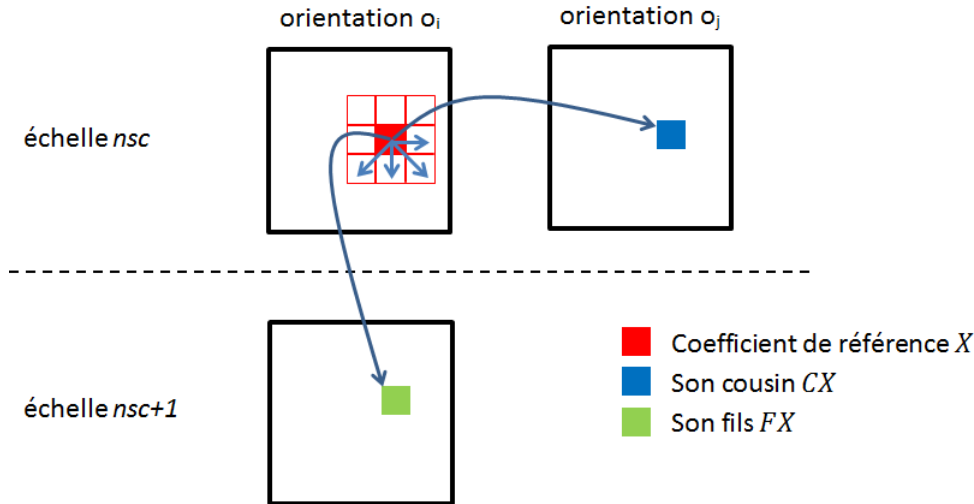 orientation oi
orientation oj
échelle nsc
échelle nsc+1
Coefficient de référence X
Son cousin CX
Son fils FX